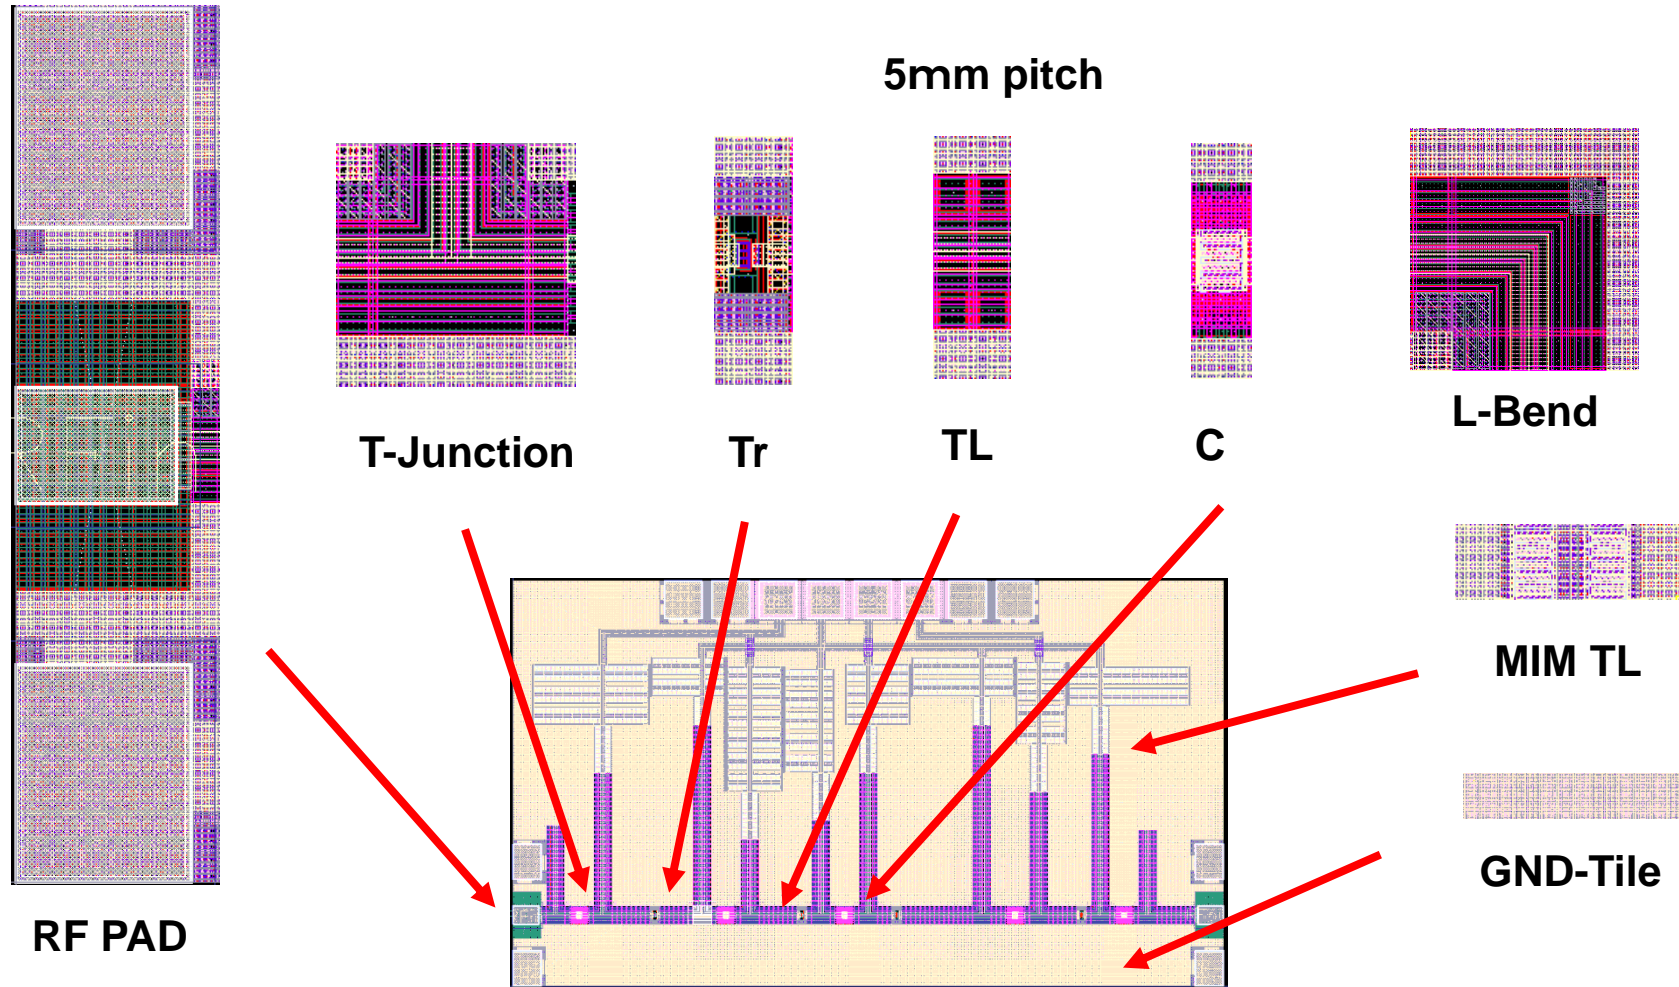 5mm pitch
T-Junction
Tr
TL
C
L-Bend
MIM TL
GND-Tile
RF PAD